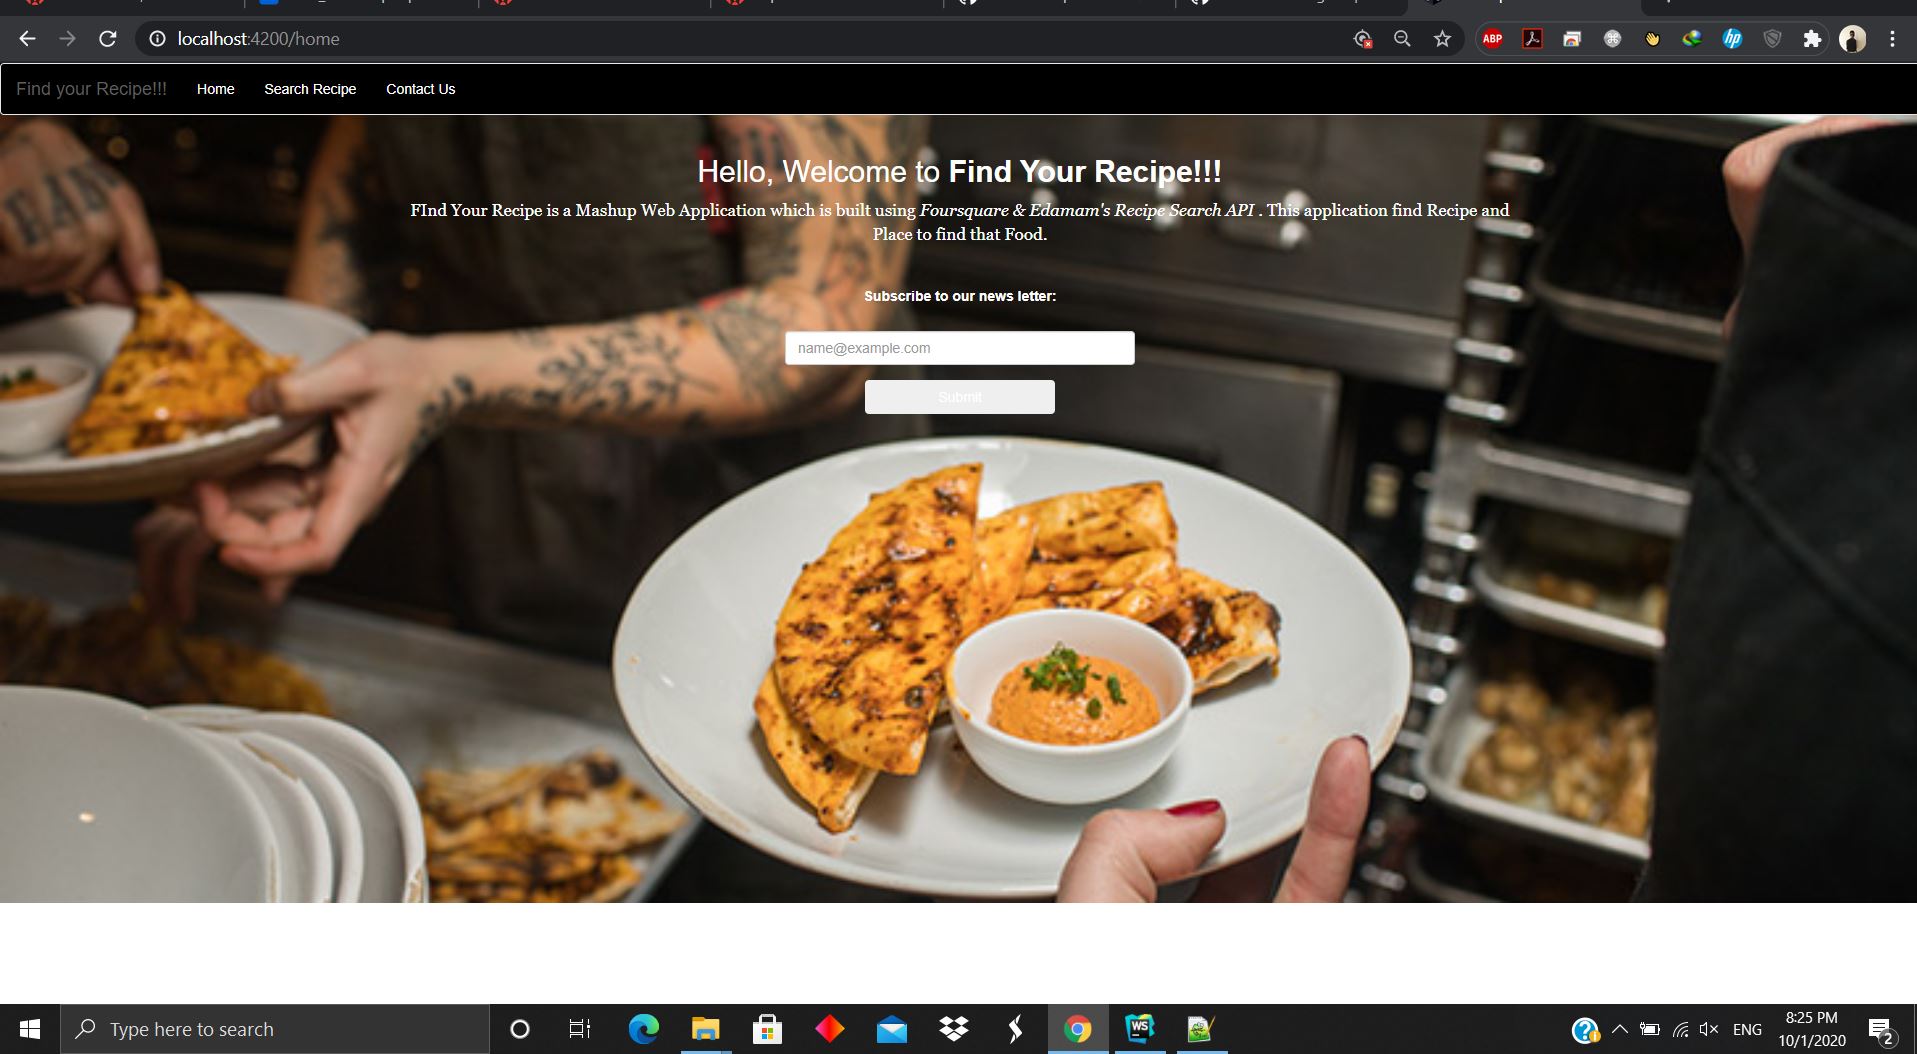 localhost:4200/home
ABP
hp
Find your Recipe!!! Home Search Recipe Contact Us
Hello, Welcome to Find Your Recipe!!!
FInd Your Recipe is a Mashup Web Application which is built using Foursquare & Edamam's Recipe Search API . This application find Recipe and
Place to find that Food.
Subscribe to our news letter:
name@example.com
Submit
Type here to search
WS
ENG
8:25 PM
10/1/2020
2